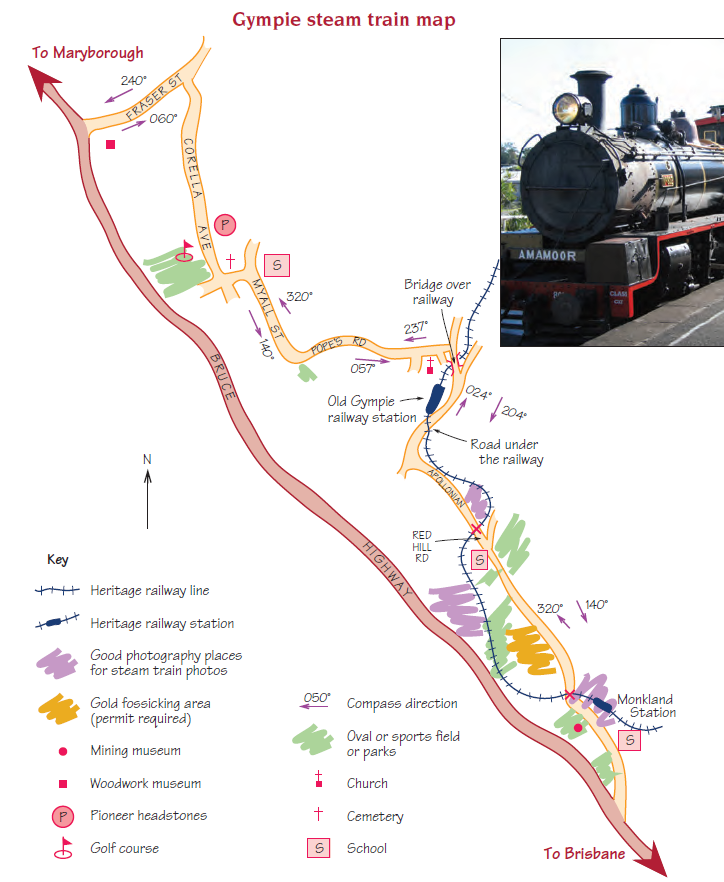 Gympie steam train map
To Maryborough
240°
FRASER ST
060°
CORELLA AVE
P
S
320°
MYALL ST
140°
POPES RD
237°
057°
Bridge over
railway
AMAMOOR
CLASS
Old Gympie
railway station
024°
204°
Road under
the railway
APOLLONIAN
BRUCE
HIGHWAY
N
RED
HILL
RD
S
320°
140°
Monkland
Station
S
To Brisbane
Key
Heritage railway line
Heritage railway station
Good photography places
for steam train photos
Gold fossicking area
(permit required)
Mining museum
Woodwork museum
P Pioneer headstones
Golf course
050° Compass direction
Oval or sports field
or parks
Church
Cemetery
S School